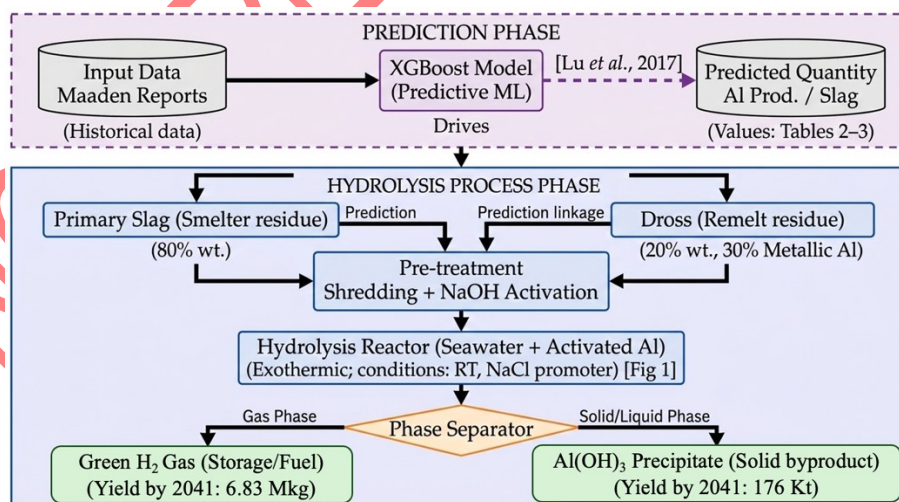 PREDICTION PHASE
Input Data
Maaden Reports
(Historical data)
XGBoost Model
(Predictive ML)
[Lu et al., 2017]
Predicted Quantity
Al Prod. / Slag
(Values: Tables 2–3)
Drives
HYDROLYSIS PROCESS PHASE
Primary Slag (Smelter residue)
(80% wt.)
Prediction
Prediction linkage
Dross (Remelt residue)
(20% wt., 30% Metallic Al)
Pre-treatment
Shredding + NaOH Activation
Hydrolysis Reactor (Seawater + Activated Al)
(Exothermic; conditions: RT, NaCl promoter) [Fig 1]
Gas Phase
Phase Separator
Solid/Liquid Phase
Green H₂ Gas (Storage/Fuel)
(Yield by 2041: 6.83 Mkg)
Al(OH)₃ Precipitate (Solid byproduct)
(Yield by 2041: 176 Kt)